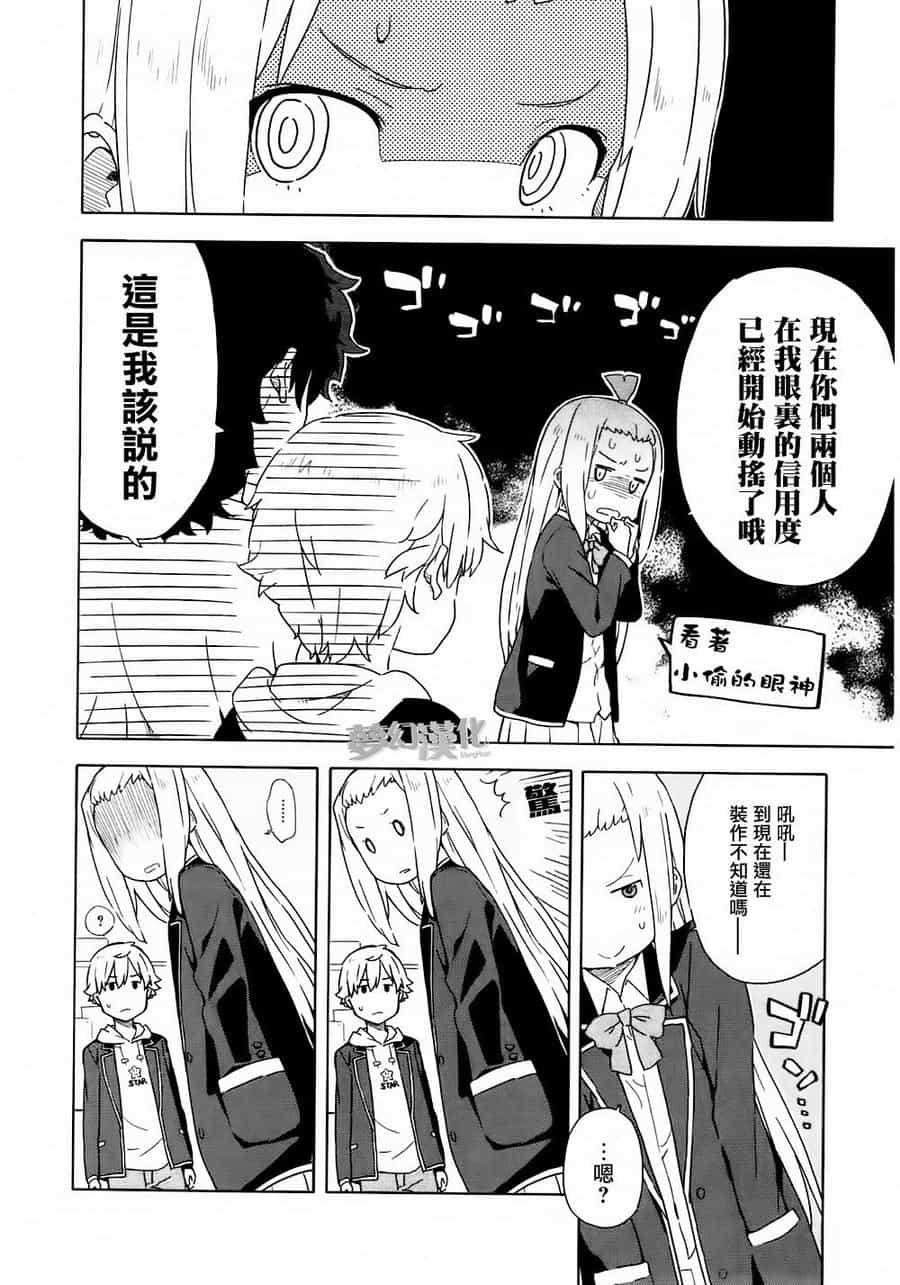 現在你們兩個人
在我眼裏的信用度
已經開始動搖了哦
ゴ
ゴ
ゴ
ゴ
這是我該説的
看著
小偷的眼神
夢幻漢化
吼吼—
到現在還在
裝作不知道嗎—
ゴン
…嗯?
驚
STAR
……
?
STAR